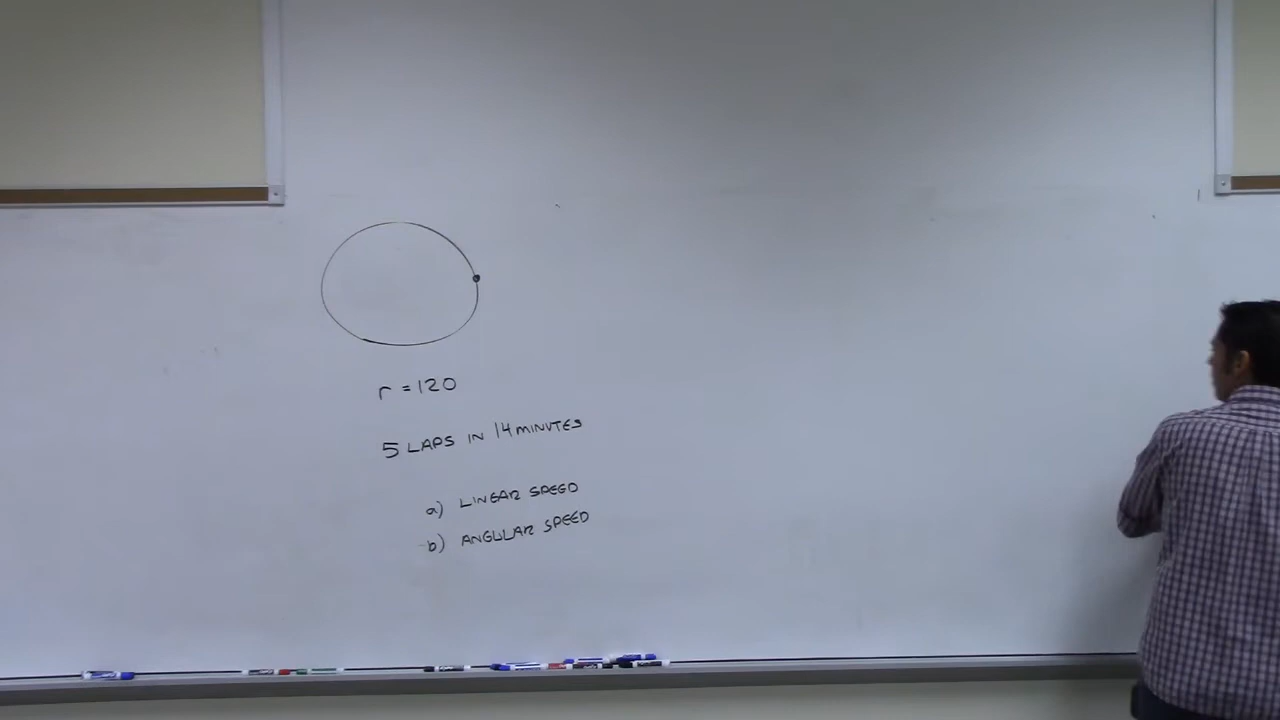 r = 120
5 LAPS IN 14 MINUTES
a) LINEAR SPEED
b) ANGULAR SPEED